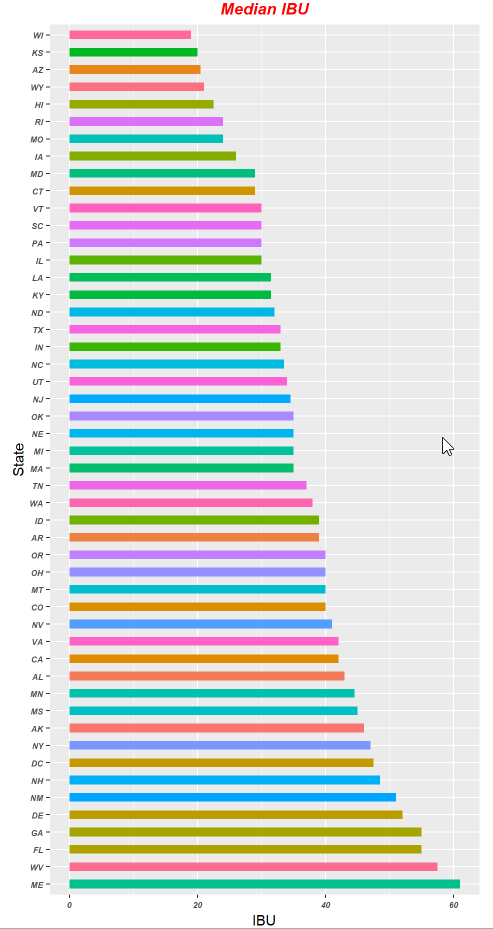 Median IBU
WI
KS
AZ
WY
HI
RI
MO
IA
MD
CT
VT
SC
PA
IL
LA
KY
ND
TX
IN
NC
UT
NJ
OK
NE
MI
MA
TN
WA
ID
AR
OR
OH
MT
CO
NV
VA
CA
AL
MN
MS
AK
NY
DC
NH
NM
DE
GA
FL
WV
ME
State
0 20 40 60
IBU